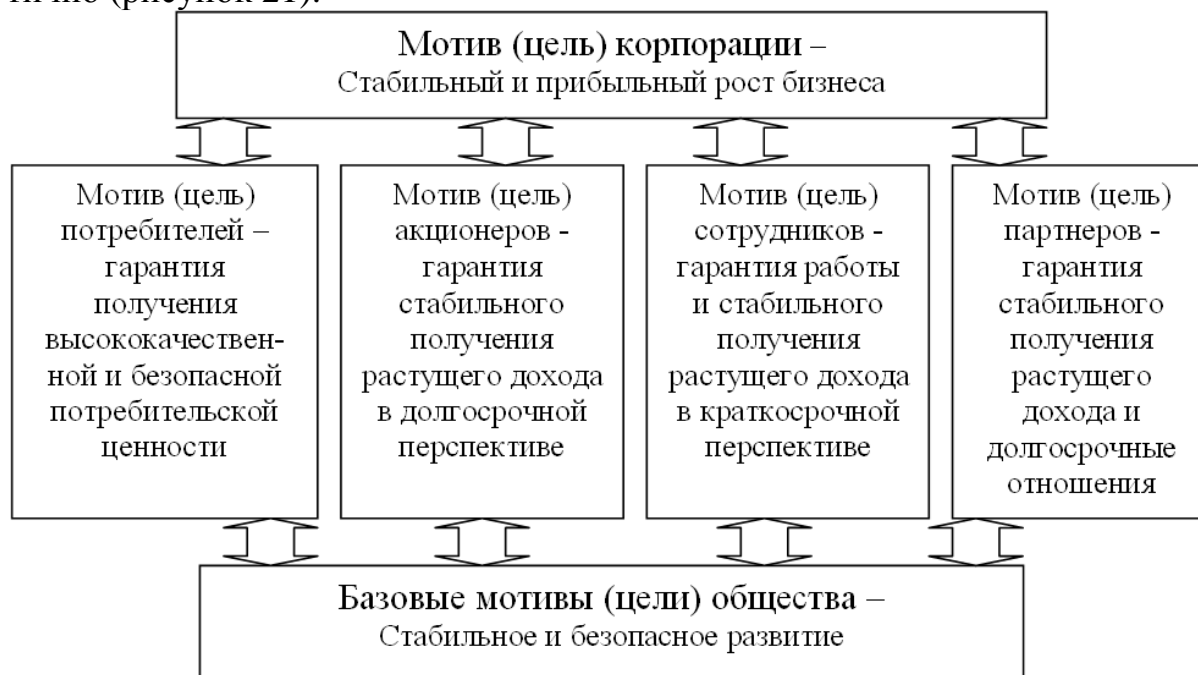 (рисунок 21).
Мотив (цель) корпорации –
Стабильный и прибыльный рост бизнеса
Мотив (цель)
потребителей –
гарантия
получения
высококачествен-
ной и безопасной
потребительской
ценности
Мотив (цель)
акционеров -
гарантия
стабильного
получения
растущего дохода
в долгосрочной
перспективе
Мотив (цель)
сотрудников -
гарантия работы
и стабильного
получения
растущего дохода
в краткосрочной
перспективе
Мотив (цель)
партнеров -
гарантия
стабильного
получения
растущего
дохода и
долгосрочные
отношения
Базовые мотивы (цели) общества –
Стабильное и безопасное развитие